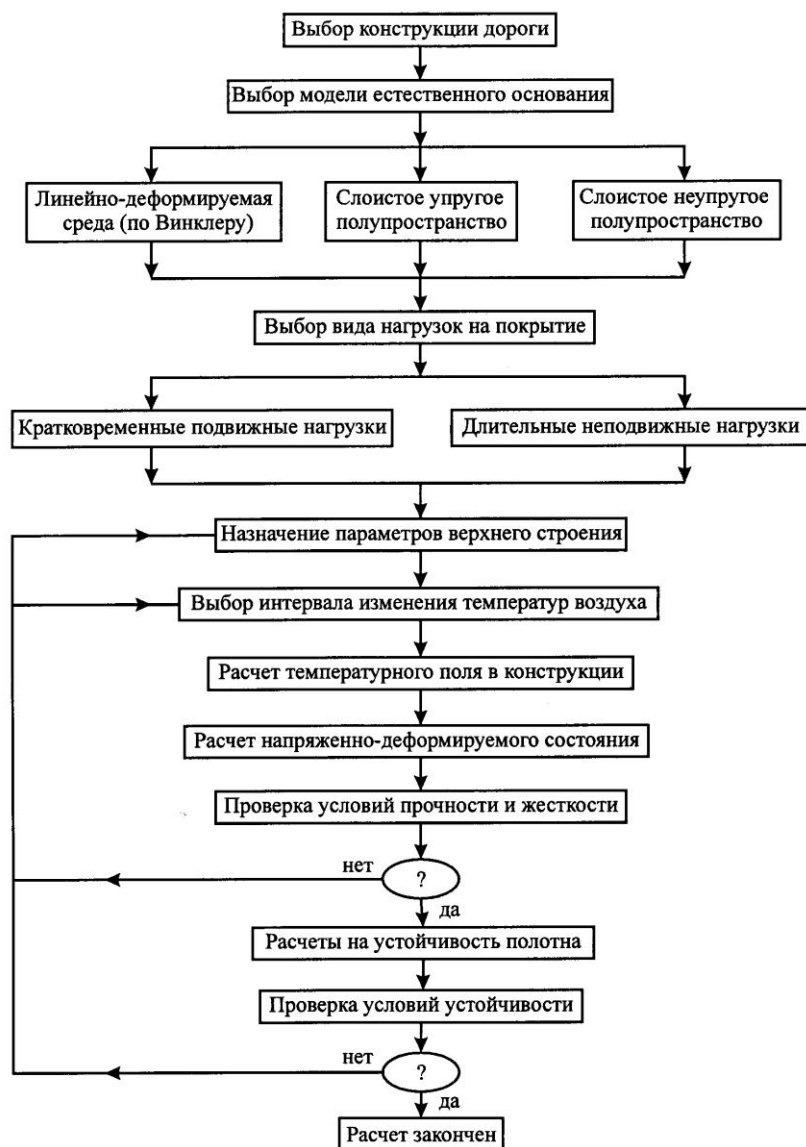 Выбор конструкции дороги
Выбор модели естественного основания
Линейно-деформируемая
среда (по Винклеру)
Слоистое упругое
полупространство
Слоистое неупругое
полупространство
Выбор вида нагрузок на покрытие
Кратковременные подвижные нагрузки
Длительные неподвижные нагрузки
Назначение параметров верхнего строения
Выбор интервала изменения температур воздуха
Расчет температурного поля в конструкции
Расчет напряженно-деформируемого состояния
Проверка условий прочности и жесткости
нет
?
да
Расчеты на устойчивость полотна
Проверка условий устойчивости
нет
?
да
Расчет закончен